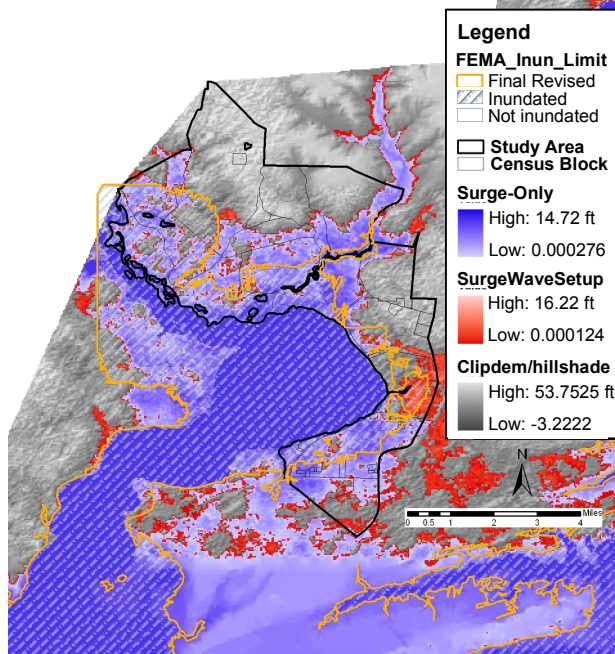 Legend
FEMA_Inun_Limit
Final Revised
Inundated
Not inundated
Study Area
Census Block
Surge-Only
High: 14.72 ft
Low: 0.000276
SurgeWaveSetup
High: 16.22 ft
Low: 0.000124
Clipdem/hillshade
High: 53.7525 ft
Low: -3.2222
N
Miles
0 0.5 1 2 3 4